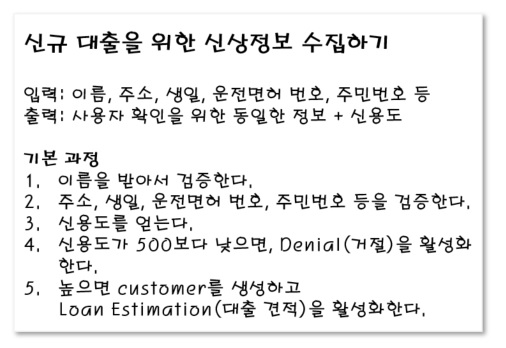 신규 대출을 위한 신상정보 수집하기
입력: 이름, 주소, 생일, 운전면허 번호, 주민번호 등
출력: 사용자 확인을 위한 동일한 정보 + 신용도
기본 과정
1. 이름을 받아서 검증한다.
2. 주소, 생일, 운전면허 번호, 주민번호 등을 검증한다.
3. 신용도를 얻는다.
4. 신용도가 500보다 낮으면, Denial(거절)을 활성화
한다.
5. 높으면 customer를 생성하고
Loan Estimation(대출 견적)을 활성화한다.